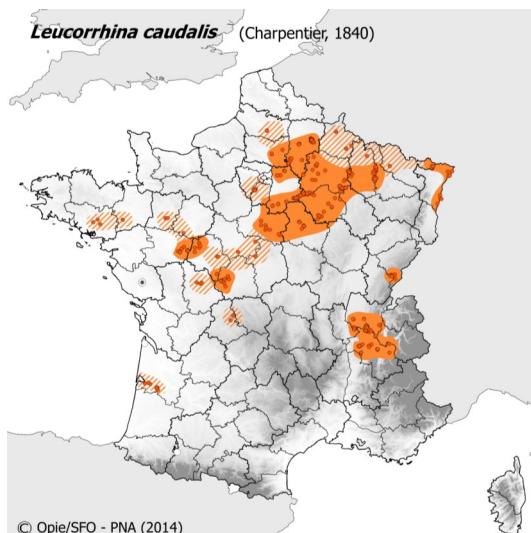 Leucorrhina caudalis (Charpentier, 1840)
© Opie/SFO - PNA (2014)